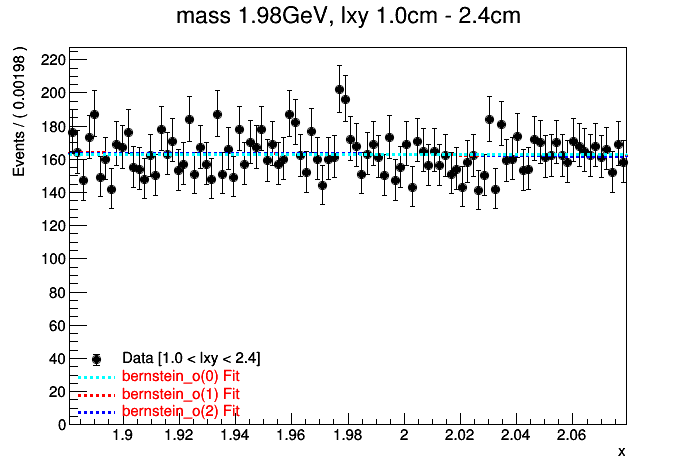 mass 1.98GeV, lxy 1.0cm - 2.4cm
Events / ( 0.00198 )
220
200
180
160
140
120
100
80
60
40
20
0
Data [1.0 < lxy < 2.4]
bernstein_o(0) Fit
bernstein_o(1) Fit
bernstein_o(2) Fit
1.9 1.92 1.94 1.96 1.98 2 2.02 2.04 2.06
x